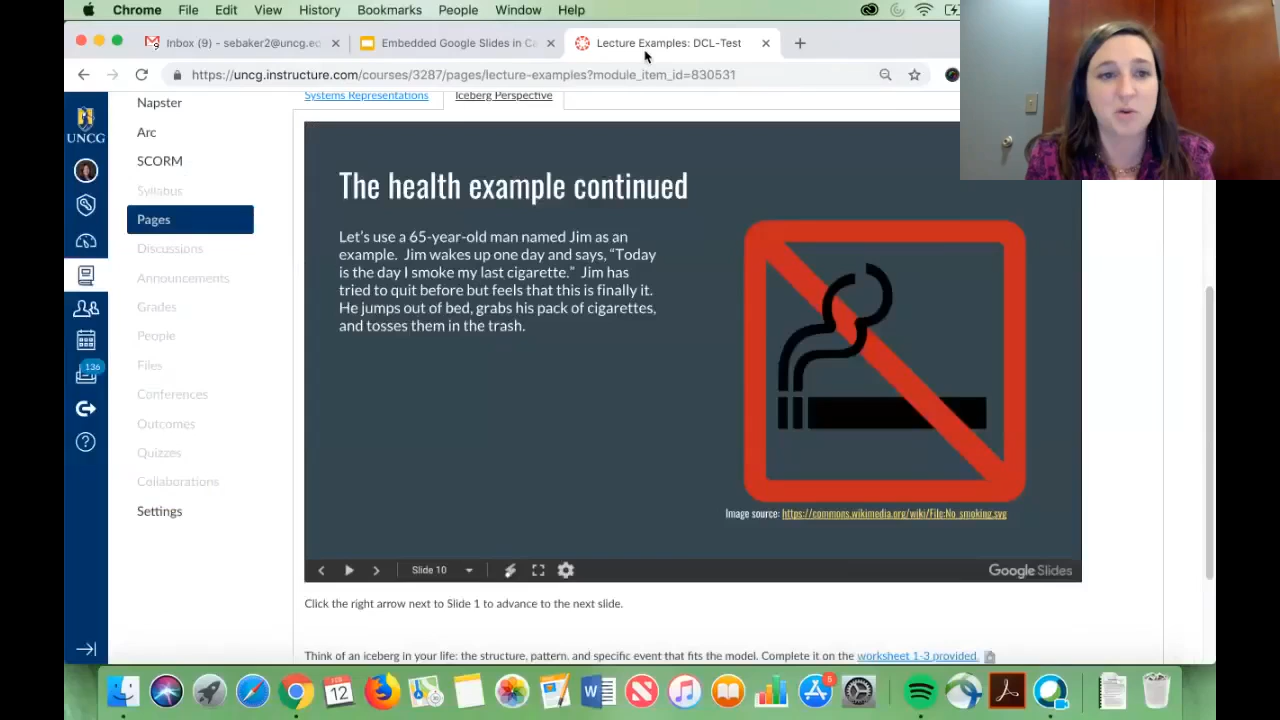 Chrome File Edit View History Bookmarks People Window Help
Inbox (9) - sebaker2@uncg.ed
Embedded Google Slides in Ca
Lecture Examples: DCL-Test
https://uncg.instructure.com/courses/3287/pages/lecture-examples?module_item_id=830531
UNCG
136
Napster
Arc
SCORM
Syllabus
Pages
Discussions
Announcements
Grades
People
Files
Conferences
Outcomes
Quizzes
Collaborations
Settings
Systems Representations
Iceberg Perspective
The health example continued
Let's use a 65-year-old man named Jim as an
example. Jim wakes up one day and says, “Today
is the day I smoke my last cigarette.” Jim has
tried to quit before but feels that this is finally it.
He jumps out of bed, grabs his pack of cigarettes,
and tosses them in the trash.
Image source: https://commons.wikimedia.org/wiki/File:No_smoking.svg
Slide 10
Google Slides
Click the right arrow next to Slide 1 to advance to the next slide.
Think of an iceberg in your life: the structure, pattern, and specific event that fits the model. Complete it on the worksheet 1-3 provided.
12
5